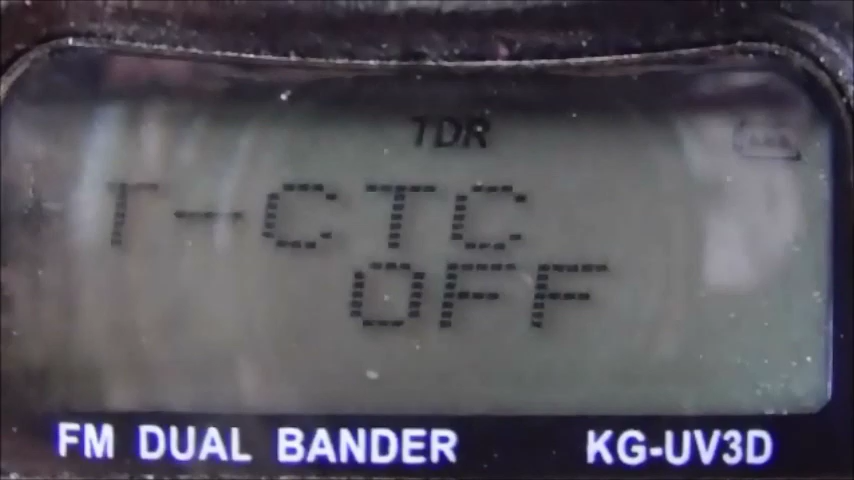 TDR
T-CTC
OFF
FM DUAL BANDER KG-UV3D